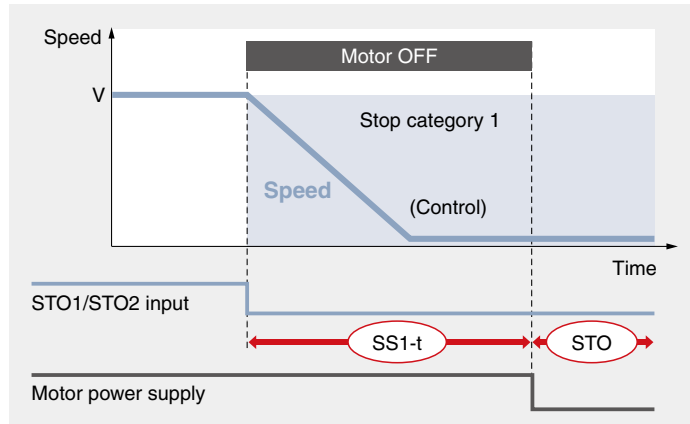 Speed
Motor OFF
V
Stop category 1
Speed
(Control)
Time
STO1/STO2 input
SS1-t
STO
Motor power supply